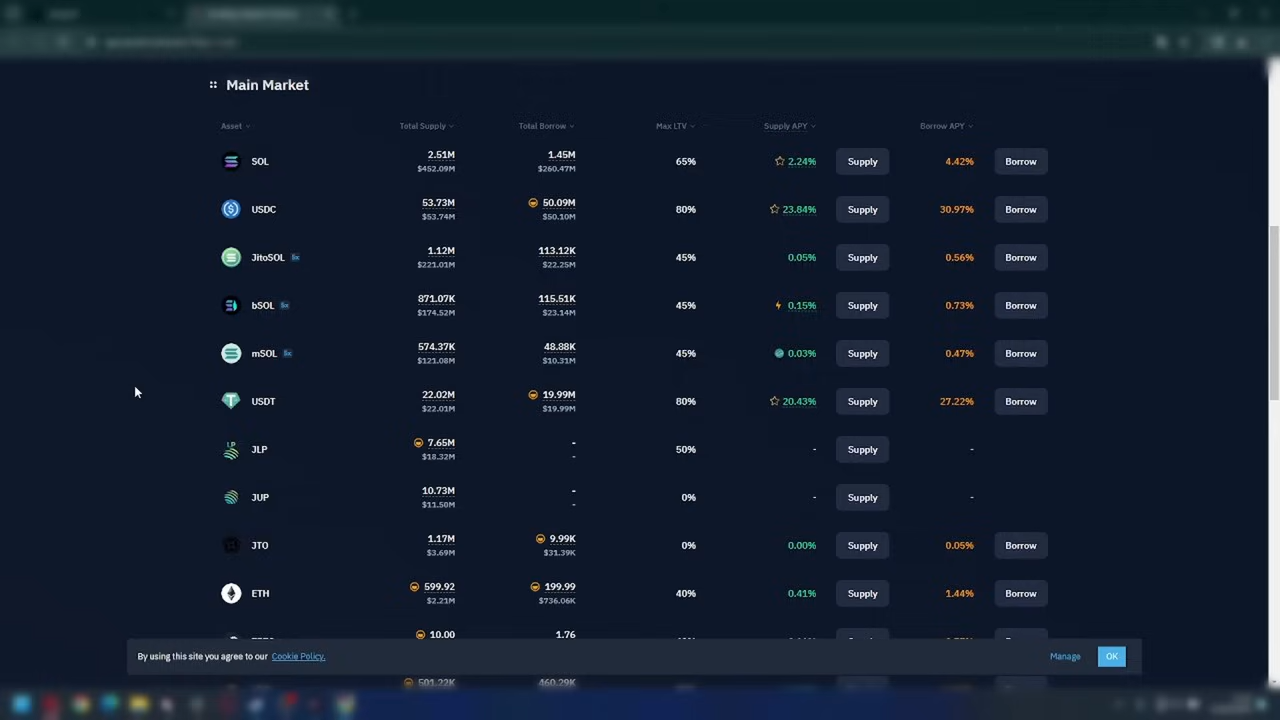 Main Market
Asset Total Supply Total Borrow Max LTV Supply APY Borrow APY
SOL 2.51M 1.45M 65% 2.24% Supply 4.42% Borrow
$452.09M $260.47M
USDC 53.73M 50.09M 80% 23.84% Supply 30.97% Borrow
$53.74M $50.10M
JitoSOL 1.12M 113.12K 45% 0.05% Supply 0.56% Borrow
$221.01M $22.25M
bSOL 871.07K 115.51K 45% 0.15% Supply 0.73% Borrow
$174.52M $23.14M
mSOL 574.37K 48.88K 45% 0.03% Supply 0.47% Borrow
$121.08M $10.31M
USDT 22.02M 19.99M 80% 20.43% Supply 27.22% Borrow
$22.01M $19.99M
JLP 7.65M - 50% - Supply -
$18.32M -
JUP 10.73M - 0% - Supply -
$11.50M -
JTO 1.17M 9.99K 0% 0.00% Supply 0.05% Borrow
$3.69M $31.39K
ETH 599.92 199.99 40% 0.41% Supply 1.44% Borrow
$2.21M $736.06K
10.00 1.76
By using this site you agree to our Cookie Policy. Manage OK
501.22K 460.29K